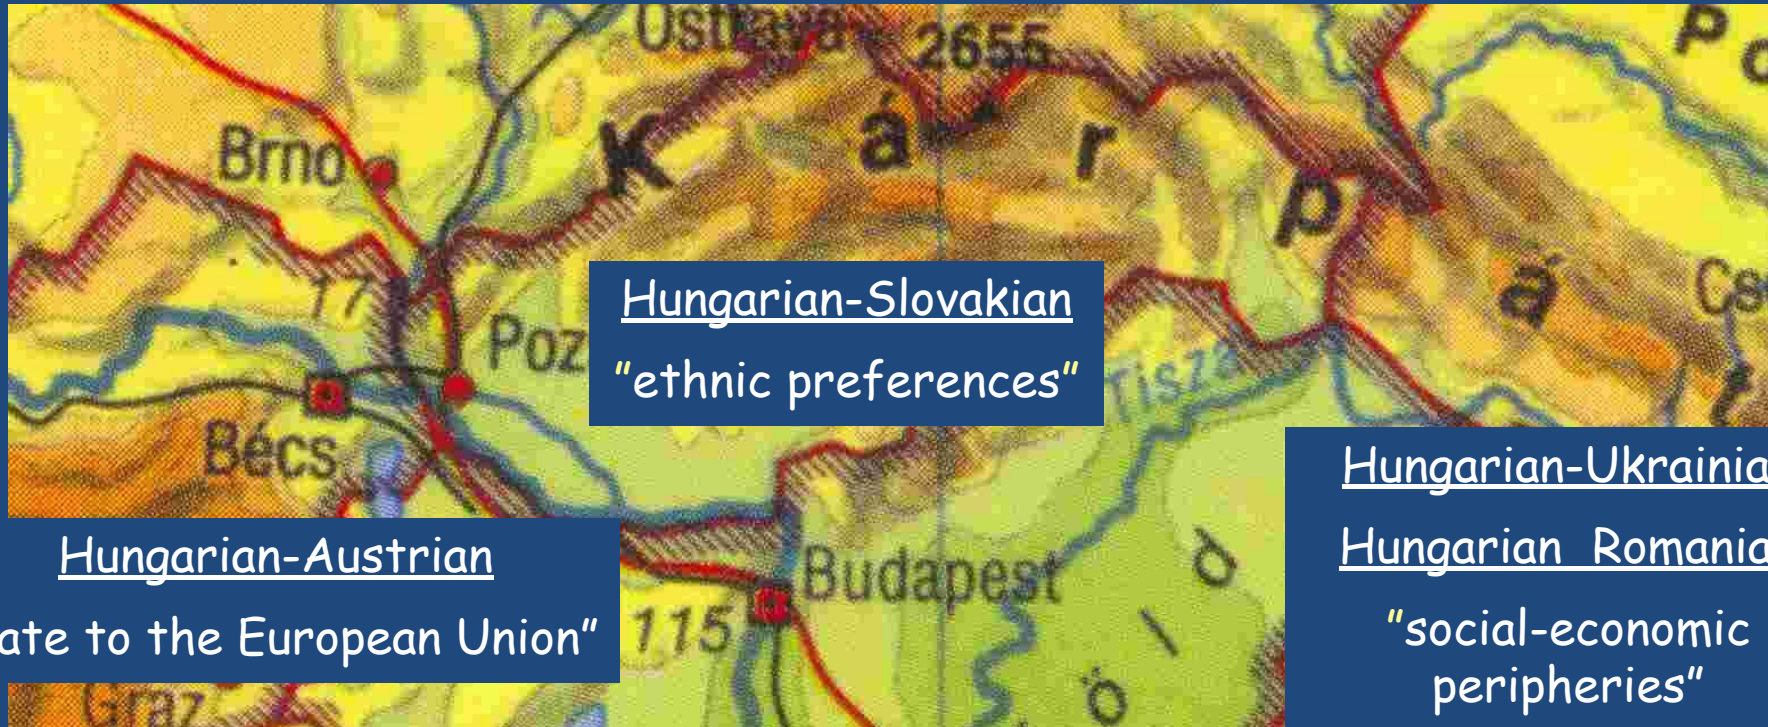 Ostrava
2655
P
o
Brno
K
á
r
p
á
17
Poz
Hungarian-Slovakian
"ethnic preferences"
Tisza
Bécs
Hungarian-Ukrainia
Hungarian Romania
"social-economic
peripheries"
Hungarian-Austrian
ate to the European Union"
Budapest
115
Graz
ö
l
d